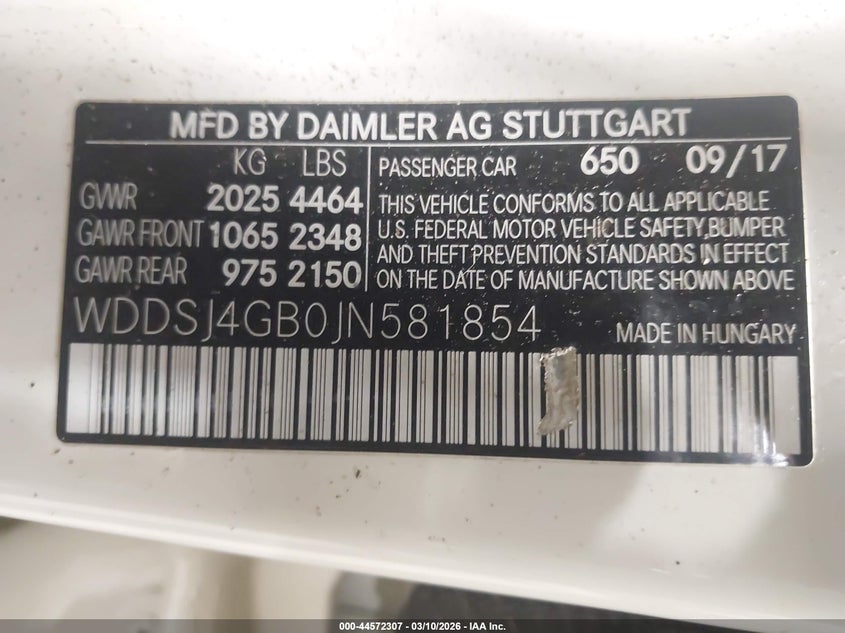 MFD BY DAIMLER AG STUTTGART
KG LBS
GVWR 2025 4464
GAWR FRONT 1065 2348
GAWR REAR 975 2150
PASSENGER CAR 650 09/17
THIS VEHICLE CONFORMS TO ALL APPLICABLE
U.S. FEDERAL MOTOR VEHICLE SAFETY,BUMPER
AND THEFT PREVENTION STANDARDS IN EFFECT
ON THE DATE OF MANUFACTURE SHOWN ABOVE
WDDSJ4GB0JN581854
MADE IN HUNGARY
000-44572307 - 03/10/2026 - IAA Inc.